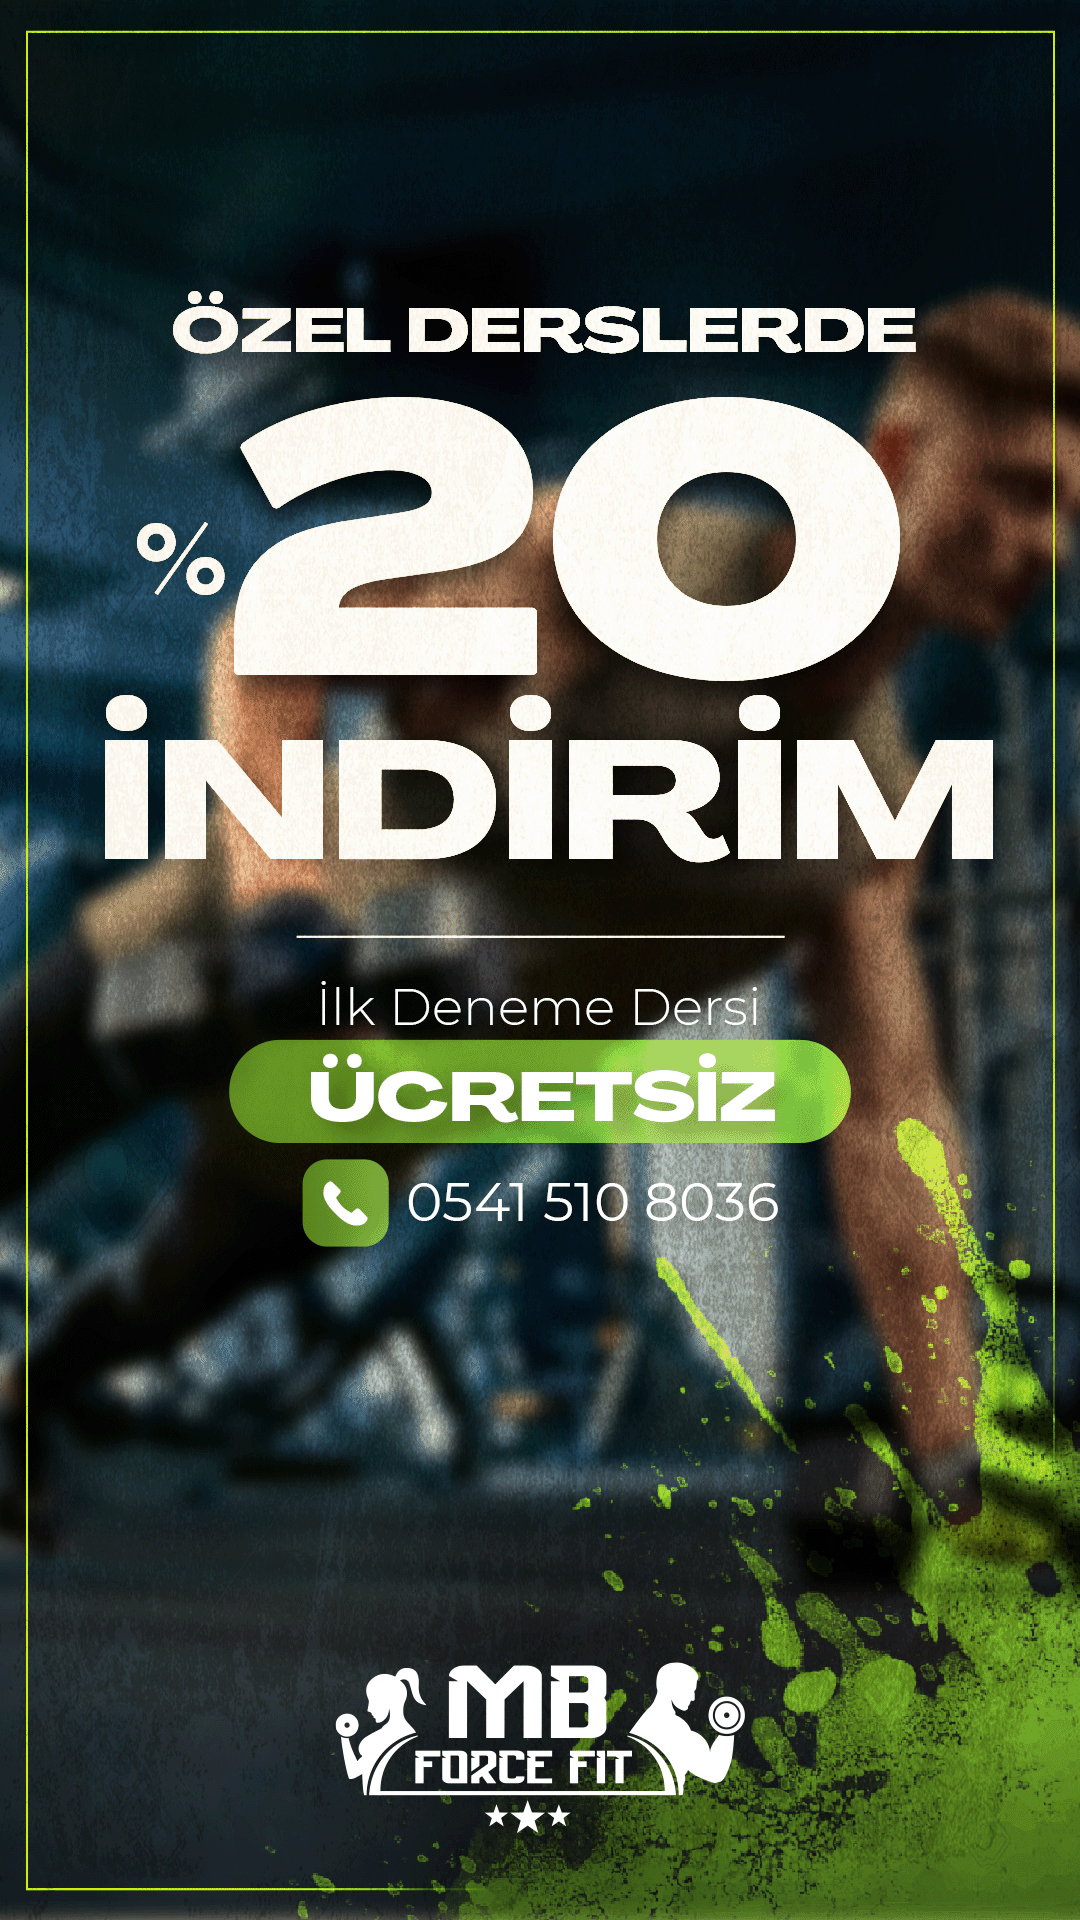 ÖZEL DERSLERDE
%20
İNDİRİM
İlk Deneme Dersi
ÜCRETSİZ
0541 510 8036
MB
FORCE FIT